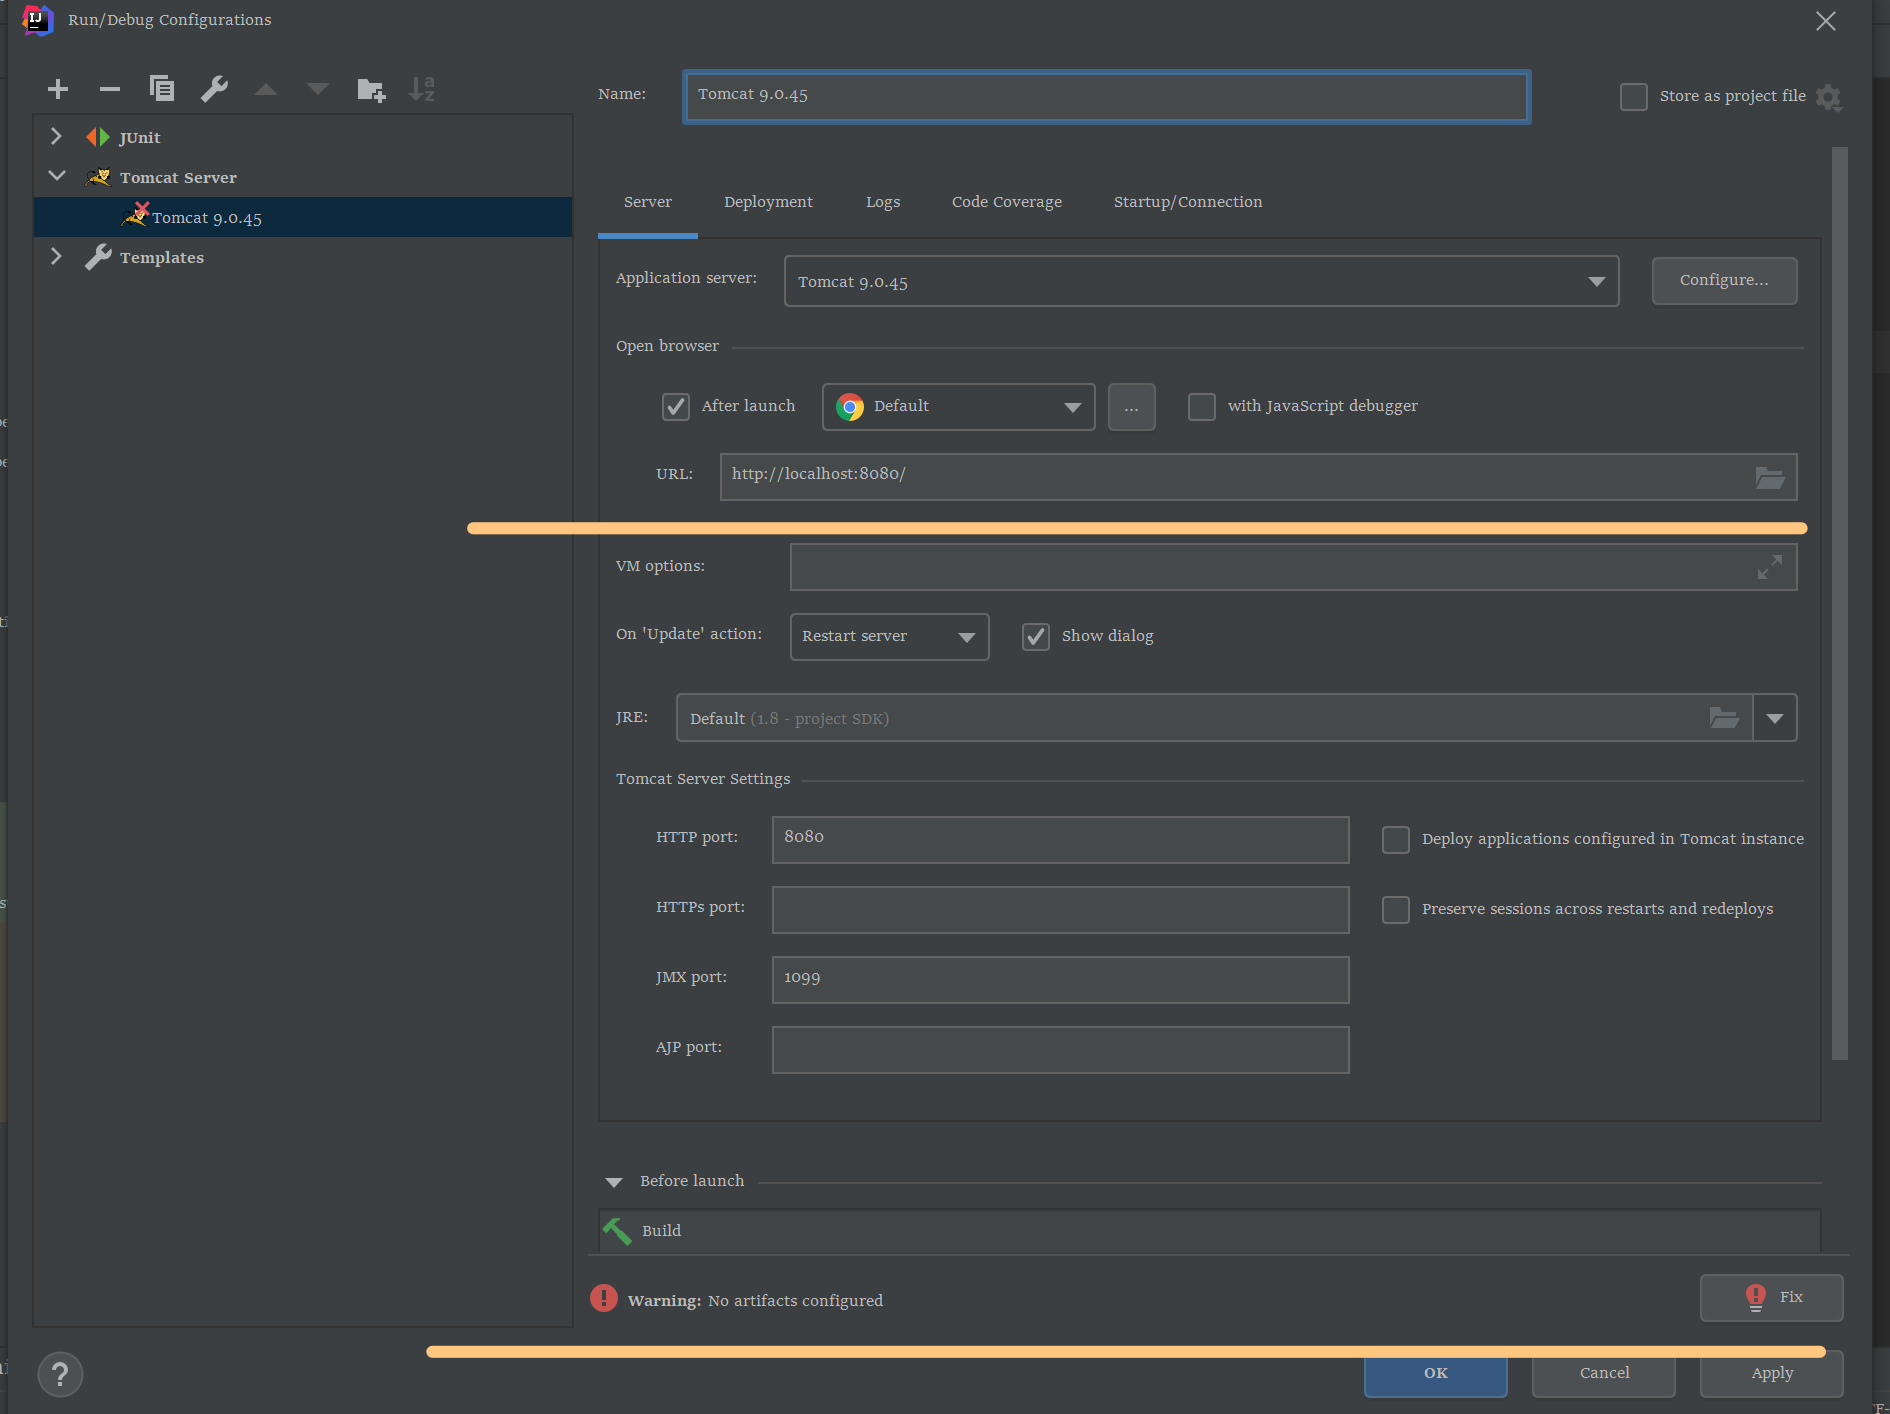 Run/Debug Configurations
Name: Tomcat 9.0.45
Store as project file
JUnit
Tomcat Server
Tomcat 9.0.45
Templates
Server Deployment Logs Code Coverage Startup/Connection
Application server: Tomcat 9.0.45 Configure...
Open browser
After launch Default ... with JavaScript debugger
URL: http://localhost:8080/
VM options:
On 'Update' action: Restart server Show dialog
JRE: Default (1.8 - project SDK)
Tomcat Server Settings
HTTP port: 8080 Deploy applications configured in Tomcat instance
HTTPs port: Preserve sessions across restarts and redeploys
JMX port: 1099
AJP port:
Before launch
Build
Warning: No artifacts configured Fix
? OK Cancel Apply